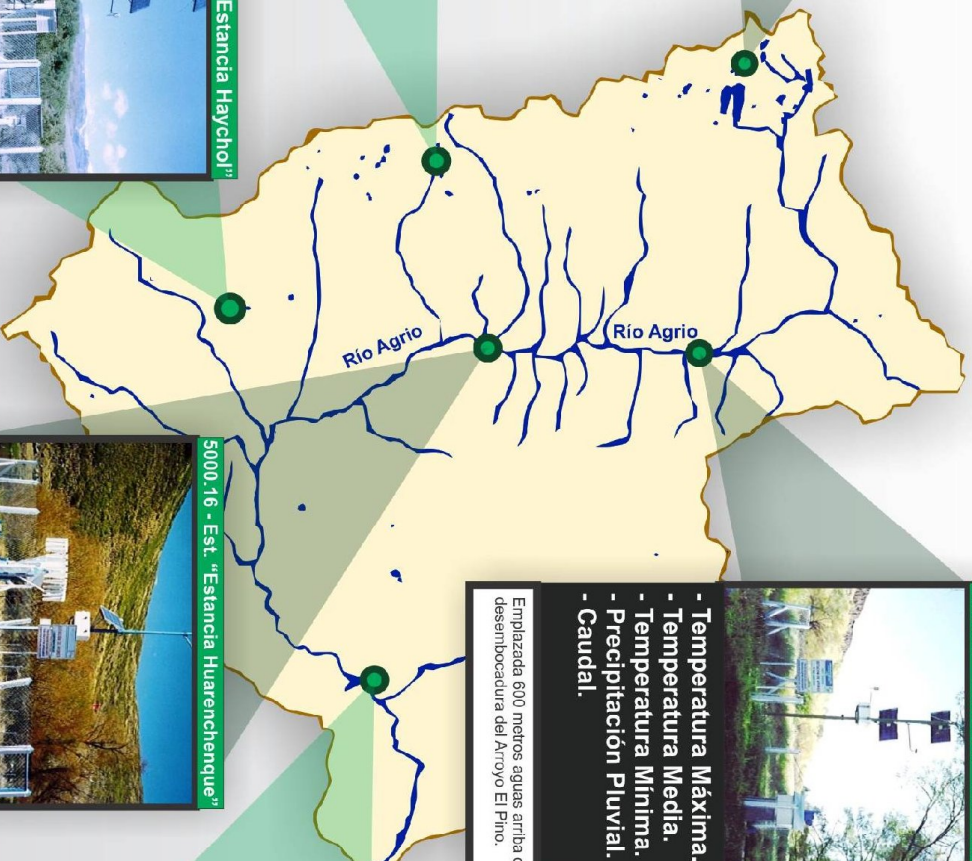 Estancia Haychol”
Río Agrio
Río Agrio
5000.16 - Est. “Estancia Huarenchenque”
- Temperatura Máxima.
- Temperatura Media.
- Temperatura Mínima.
- Precipitación Pluvial.
- Caudal.
Emplazada 600 metros aguas arriba
desembocadura del Arroyo El Pino.